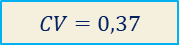 CV = 0,37